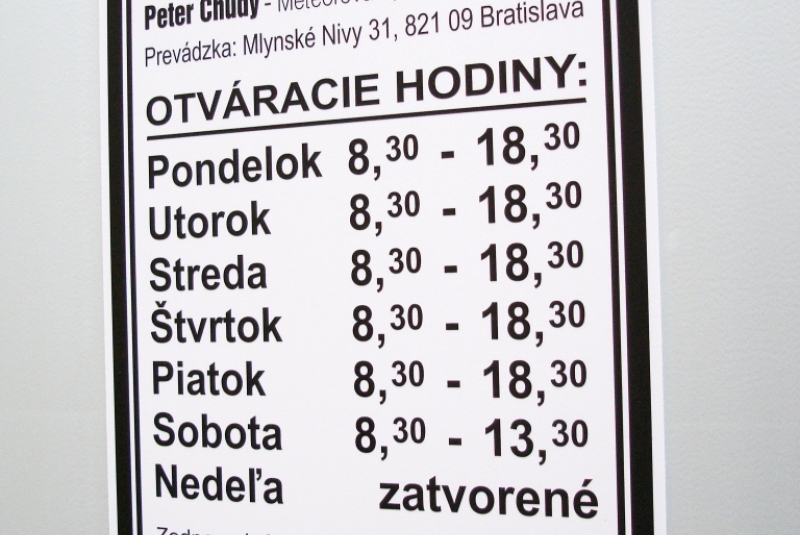 Peter Chudý -
Prevádzka: Mlynské Nivy 31, 821 09 Bratislava
OTVÁRACIE HODINY:
Pondelok 8,30 - 18,30
Utorok 8,30 - 18,30
Streda 8,30 - 18,30
Štvrtok 8,30 - 18,30
Piatok 8,30 - 18,30
Sobota 8,30 - 13,30
Nedeľa zatvorené